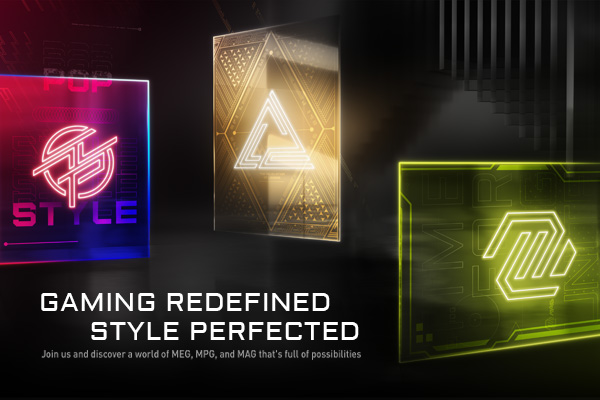 POP
STYLE
GAMING REDEFINED
STYLE PERFECTED
Join us and discover a world of MEG, MPG, and MAG that's full of possibilities